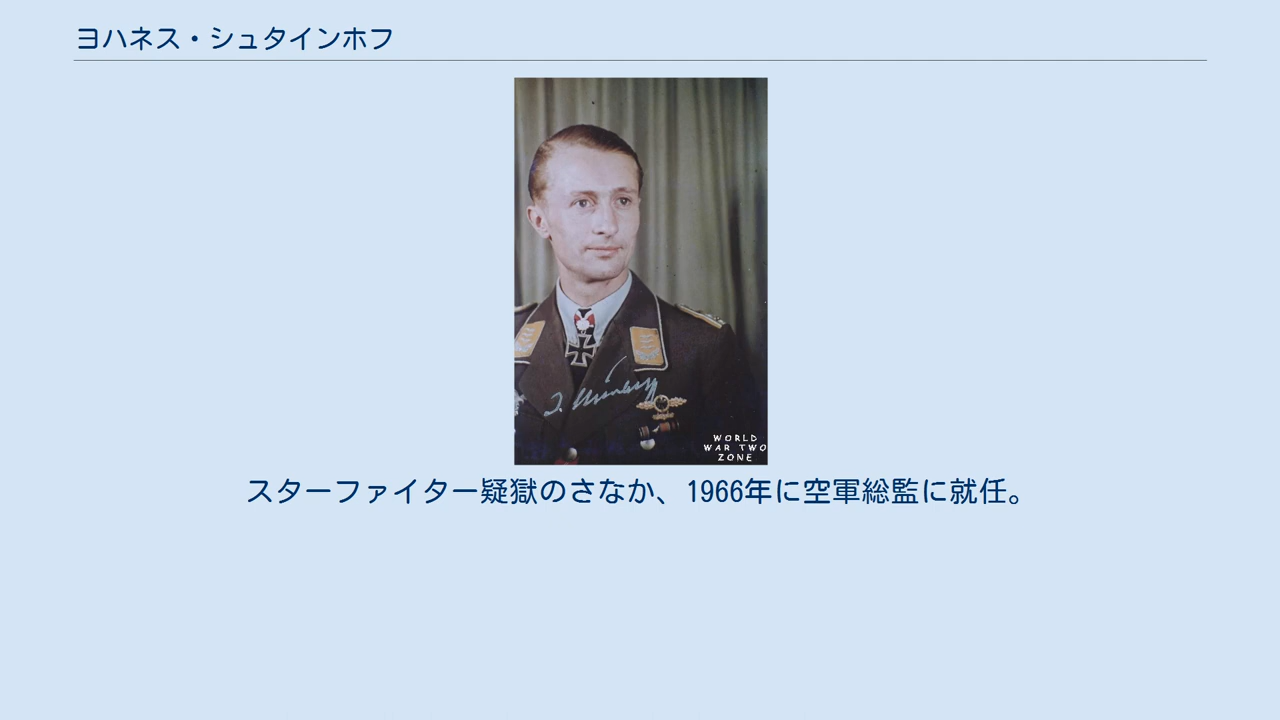 ヨハネス・シュタインホフ
WORLD
WAR TWO
ZONE
スターファイター疑獄のさなか、1966年に空軍総監に就任。